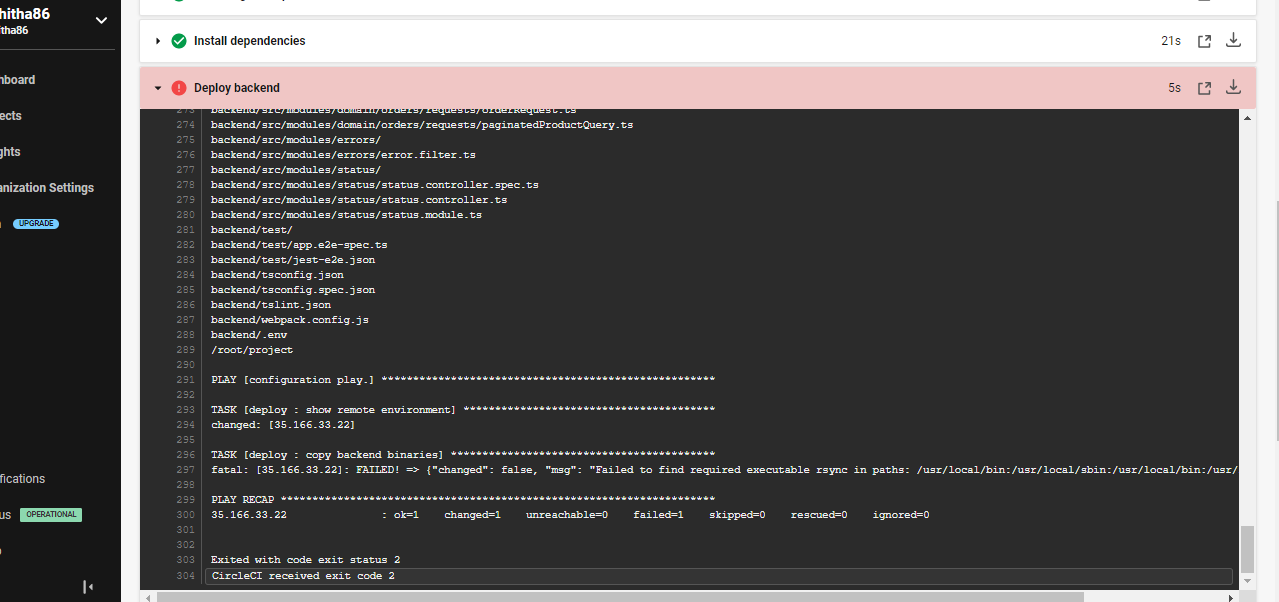 hitha86
itha86
hboard
ects
ghts
anization Settings
UPGRADE
fications
us OPERATIONAL
Install dependencies 21s
Deploy backend 5s
273 backend/src/modules/domain/orders/requests/orderRequest.ts
274 backend/src/modules/domain/orders/requests/paginatedProductQuery.ts
275 backend/src/modules/errors/
276 backend/src/modules/errors/error.filter.ts
277 backend/src/modules/status/
278 backend/src/modules/status/status.controller.spec.ts
279 backend/src/modules/status/status.controller.ts
280 backend/src/modules/status/status.module.ts
281 backend/test/
282 backend/test/app.e2e-spec.ts
283 backend/test/jest-e2e.json
284 backend/tsconfig.json
285 backend/tsconfig.spec.json
286 backend/tslint.json
287 backend/webpack.config.js
288 backend/.env
289 /root/project
290
291 PLAY [configuration play.] *****************************************************
292
293 TASK [deploy : show remote environment] ****************************************
294 changed: [35.166.33.22]
295
296 TASK [deploy : copy backend binaries] ******************************************
297 fatal: [35.166.33.22]: FAILED! => {"changed": false, "msg": "Failed to find required executable rsync in paths: /usr/local/bin:/usr/local/sbin:/usr/local/bin:/usr/
298
299 PLAY RECAP *********************************************************************
300 35.166.33.22 : ok=1 changed=1 unreachable=0 failed=1 skipped=0 rescued=0 ignored=0
301
302
303 Exited with code exit status 2
304 CircleCI received exit code 2